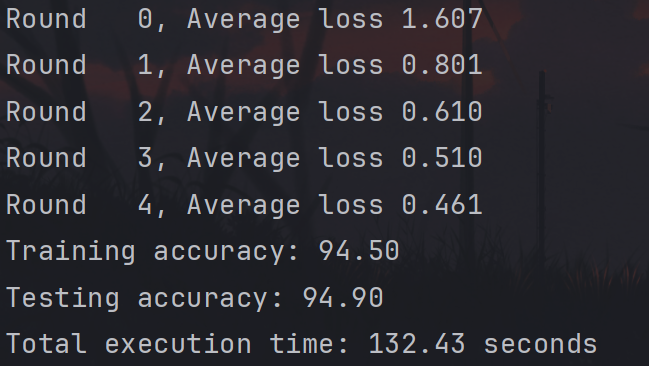 Round   0, Average loss 1.607
Round   1, Average loss 0.801
Round   2, Average loss 0.610
Round   3, Average loss 0.510
Round   4, Average loss 0.461
Training accuracy: 94.50
Testing accuracy: 94.90
Total execution time: 132.43 seconds